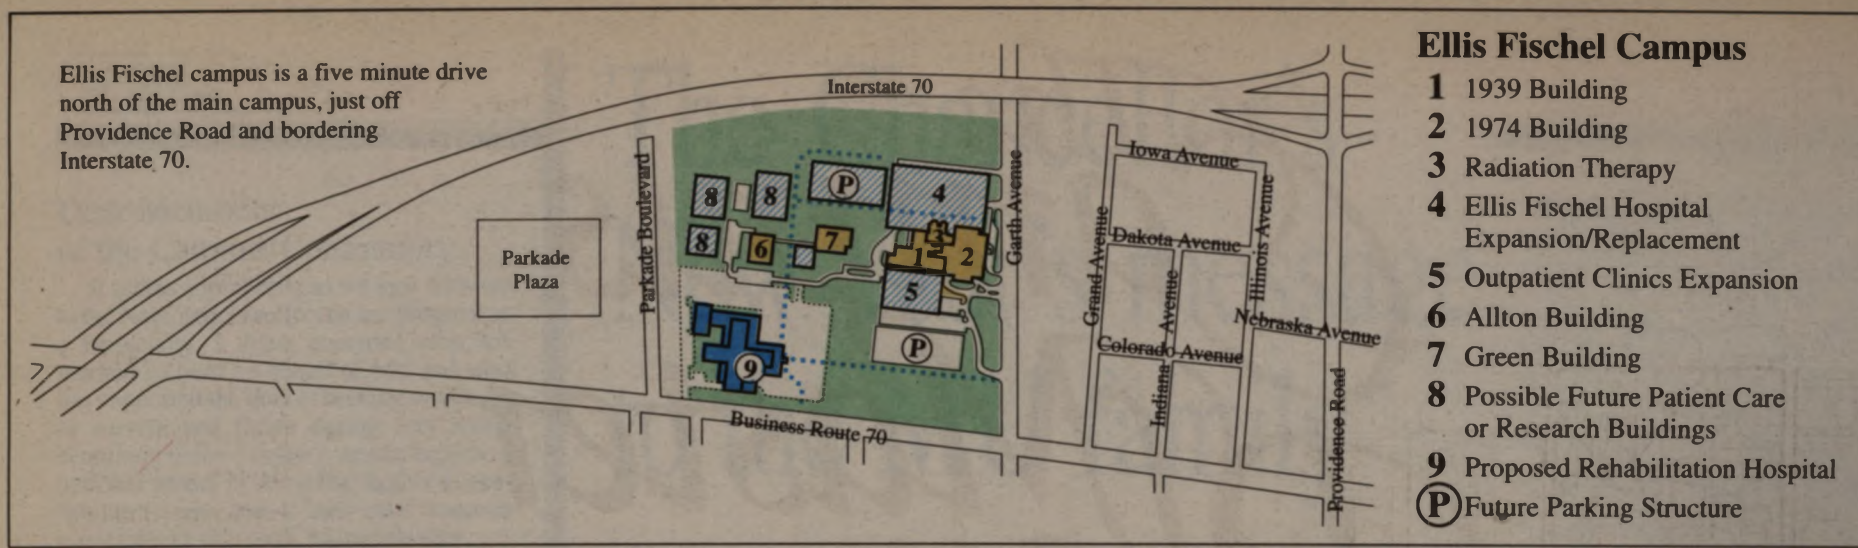 Ellis Fischel campus is a five minute drive
north of the main campus, just off
Providence Road and bordering
Interstate 70.
Interstate 70
Parkade
Plaza
Parkade Boulevard
8
8
8
6
7
P
4
3
1
2
5
P
9
Garth Avenue
Business Route 70
Iowa Avenue
Dakota Avenue
Grand Avenue
Illinois Avenue
Nebraska Avenue
Colorado Avenue
Indiana Avenue
Providence Road
Ellis Fischel Campus
1 1939 Building
2 1974 Building
3 Radiation Therapy
4 Ellis Fischel Hospital
Expansion/Replacement
5 Outpatient Clinics Expansion
6 Allton Building
7 Green Building
8 Possible Future Patient Care
or Research Buildings
9 Proposed Rehabilitation Hospital
P Future Parking Structure